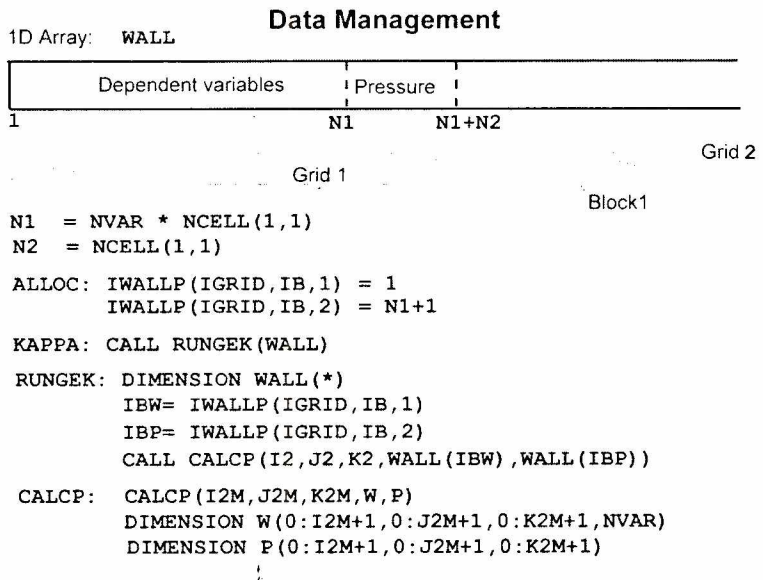 Data Management
1D Array: WALL
Dependent variables Pressure
1 N1 N1+N2
Grid 2
Grid 1
Block1
N1 = NVAR * NCELL(1,1)
N2 = NCELL(1,1)
ALLOC: IWALLP(IGRID,IB,1) = 1
IWALLP(IGRID,IB,2) = N1+1
KAPPA: CALL RUNGEK(WALL)
RUNGEK: DIMENSION WALL(*)
IBW= IWALLP(IGRID,IB,1)
IBP= IWALLP(IGRID,IB,2)
CALL CALCP(I2,J2,K2,WALL(IBW),WALL(IBP))
CALCP: CALCP(I2M,J2M,K2M,W,P)
DIMENSION W(0:I2M+1,0:J2M+1,0:K2M+1,NVAR)
DIMENSION P(0:I2M+1,0:J2M+1,0:K2M+1)